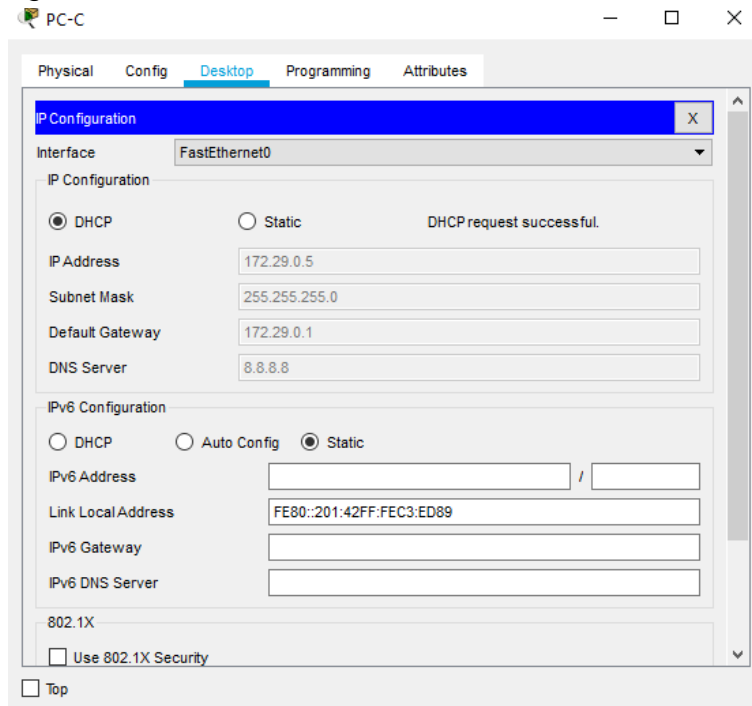 PC-C
Physical Config Desktop Programming Attributes
IP Configuration X
Interface FastEthernet0
IP Configuration
DHCP Static DHCP request successful.
IP Address 172.29.0.5
Subnet Mask 255.255.255.0
Default Gateway 172.29.0.1
DNS Server 8.8.8.8
IPv6 Configuration
DHCP Auto Config Static
IPv6 Address /
Link Local Address FE80::201:42FF:FEC3:ED89
IPv6 Gateway
IPv6 DNS Server
802.1X
Use 802.1X Security
Top